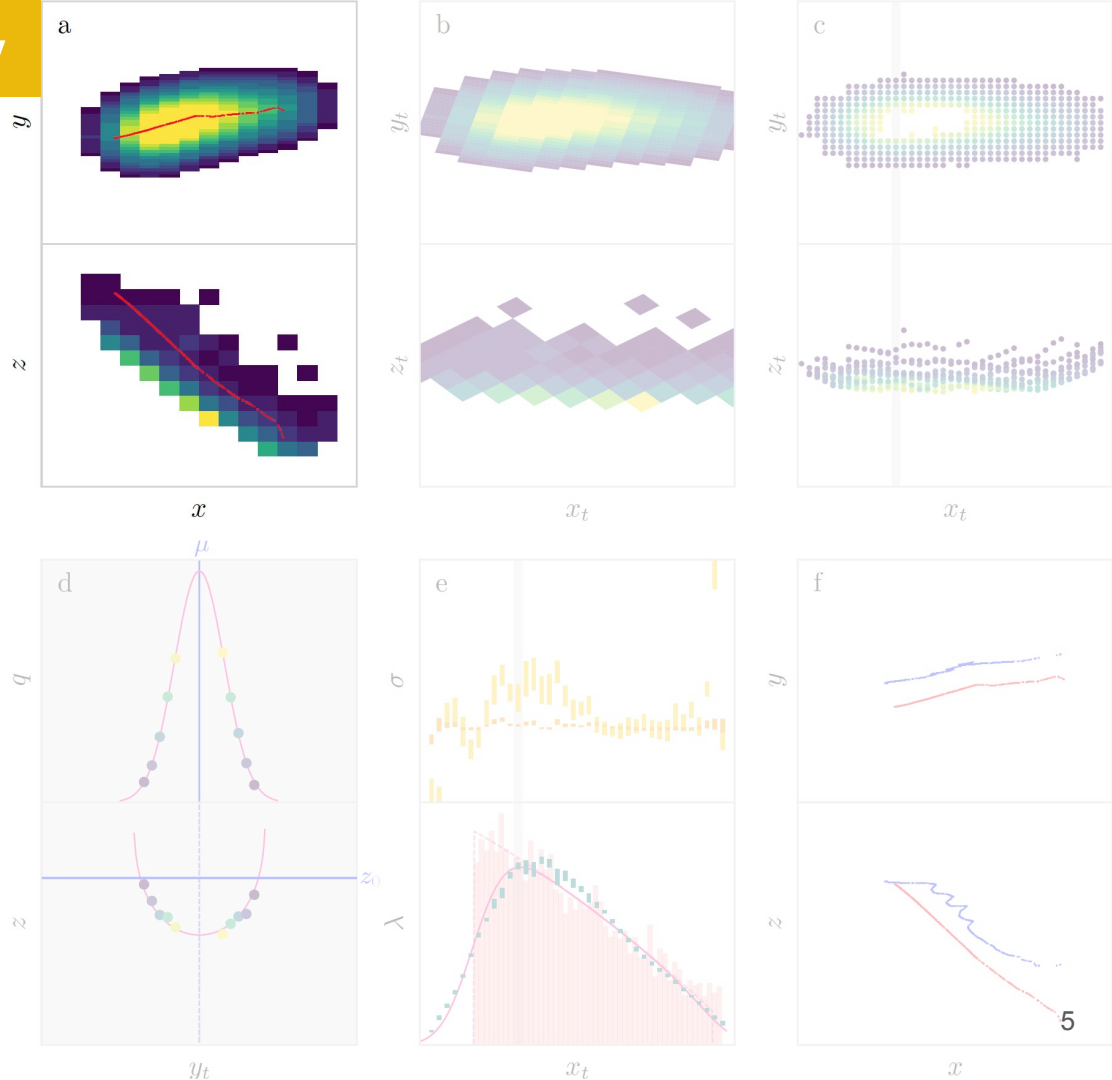 a b c
y y_t y_t
z z_t z_t
x x_t x_t
μ
d e f
q σ y
z_0
z λ z
5
y_t x_t x